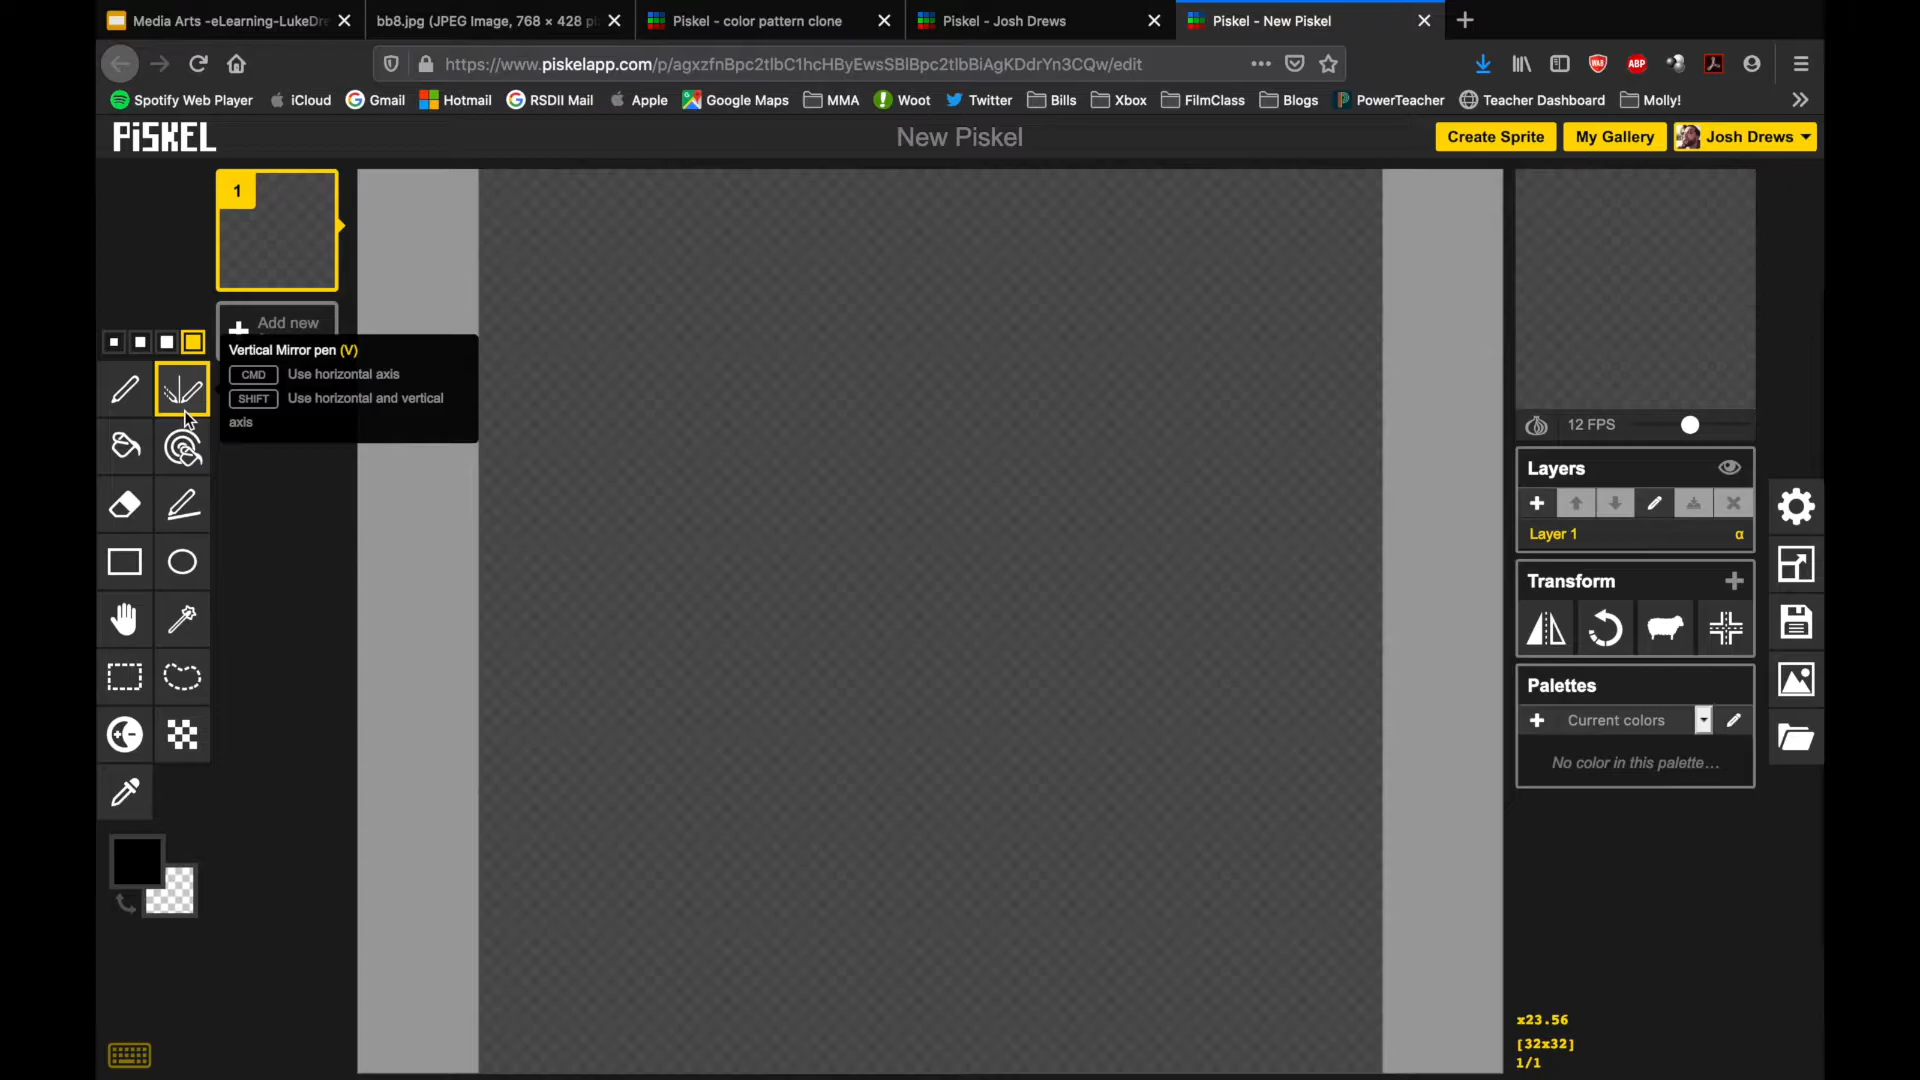 Media Arts -eLearning-LukeDre
bb8.jpg (JPEG Image, 768 × 428 pi
Piskel - color pattern clone
Piskel - Josh Drews
Piskel - New Piskel
https://www.piskelapp.com/p/agxzfnBpc2tlbC1hcHByEwsSBlBpc2tlbBiAgKDdrYn3CQw/edit
ABP
Spotify Web Player
iCloud
Gmail
Hotmail
RSDII Mail
Apple
Google Maps
MMA
Woot
Twitter
Bills
Xbox
FilmClass
Blogs
PowerTeacher
Teacher Dashboard
Molly!
PiSKEL
New Piskel
Create Sprite
My Gallery
Josh Drews
1
Add new
Vertical Mirror pen (V)
CMD Use horizontal axis
SHIFT Use horizontal and vertical
axis
12 FPS
Layers
Layer 1
α
Transform
Palettes
Current colors
No color in this palette…
x23.56
[32x32]
1/1